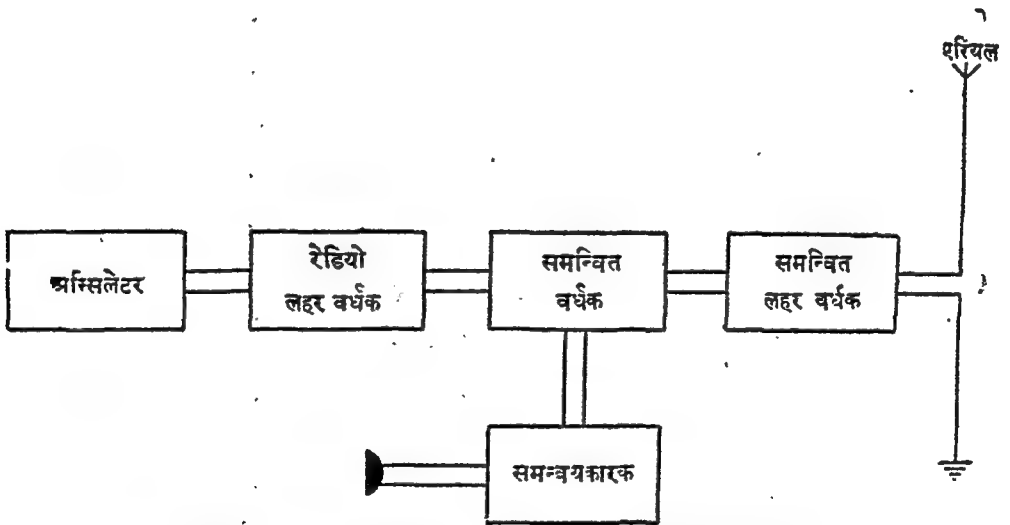 एरियल
ऑस्सिलेटर
रेडियो
लहर वर्धक
समन्वित
वर्धक
समन्वित
लहर वर्धक
समन्वयकारक